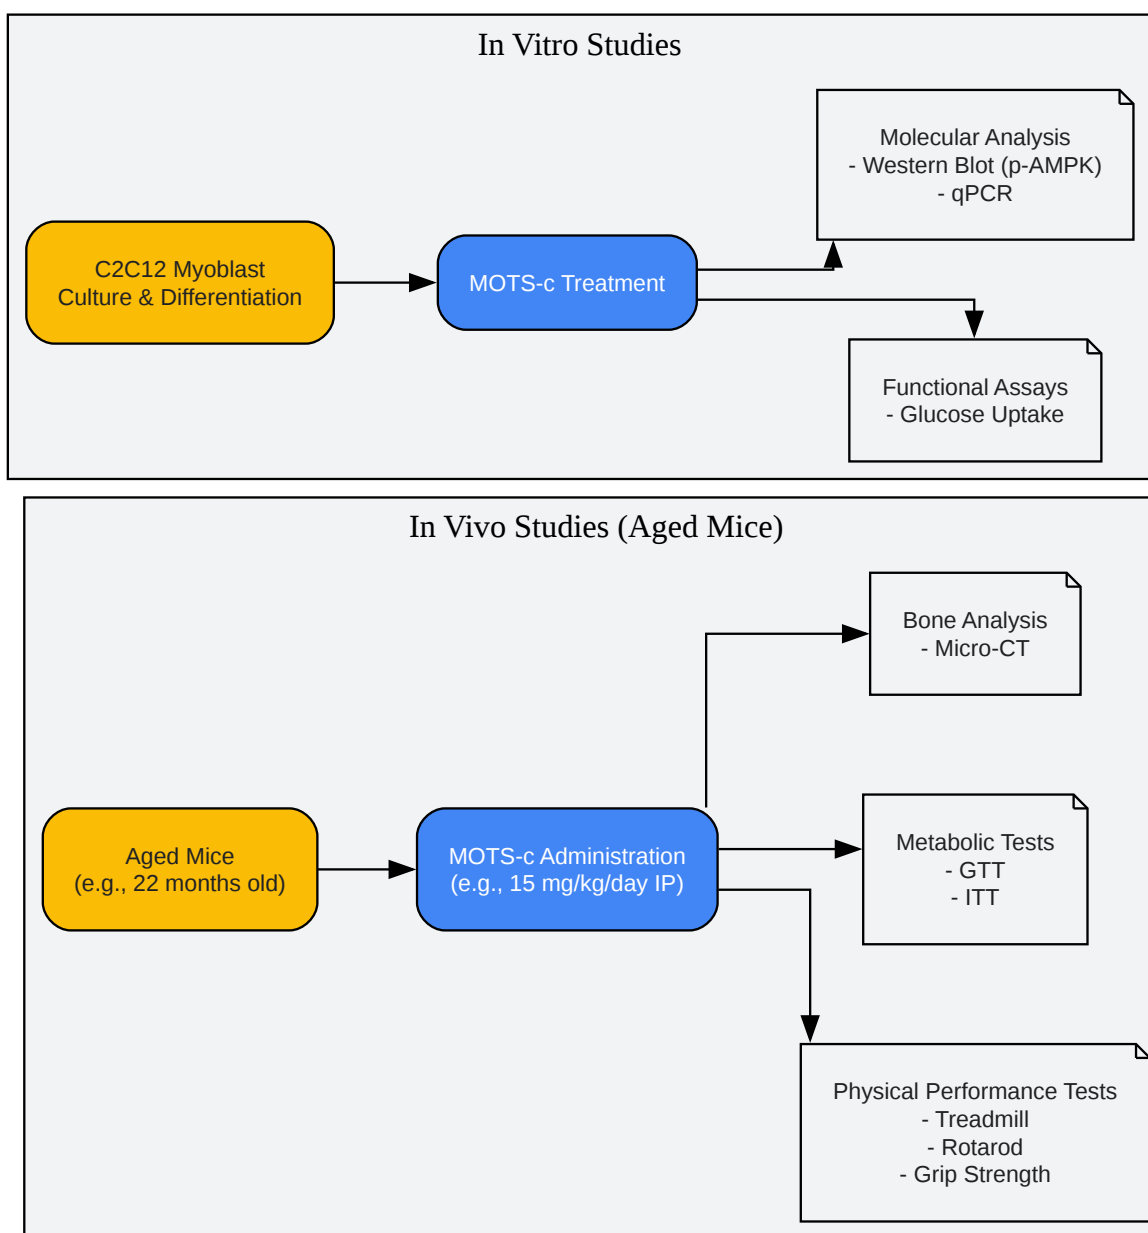 In Vitro Studies
C2C12 Myoblast
Culture & Differentiation
MOTS-c Treatment
Molecular Analysis
- Western Blot (p-AMPK)
- qPCR
Functional Assays
- Glucose Uptake
In Vivo Studies (Aged Mice)
Aged Mice
(e.g., 22 months old)
MOTS-c Administration
(e.g., 15 mg/kg/day IP)
Bone Analysis
- Micro-CT
Metabolic Tests
- GTT
- ITT
Physical Performance Tests
- Treadmill
- Rotarod
- Grip Strength